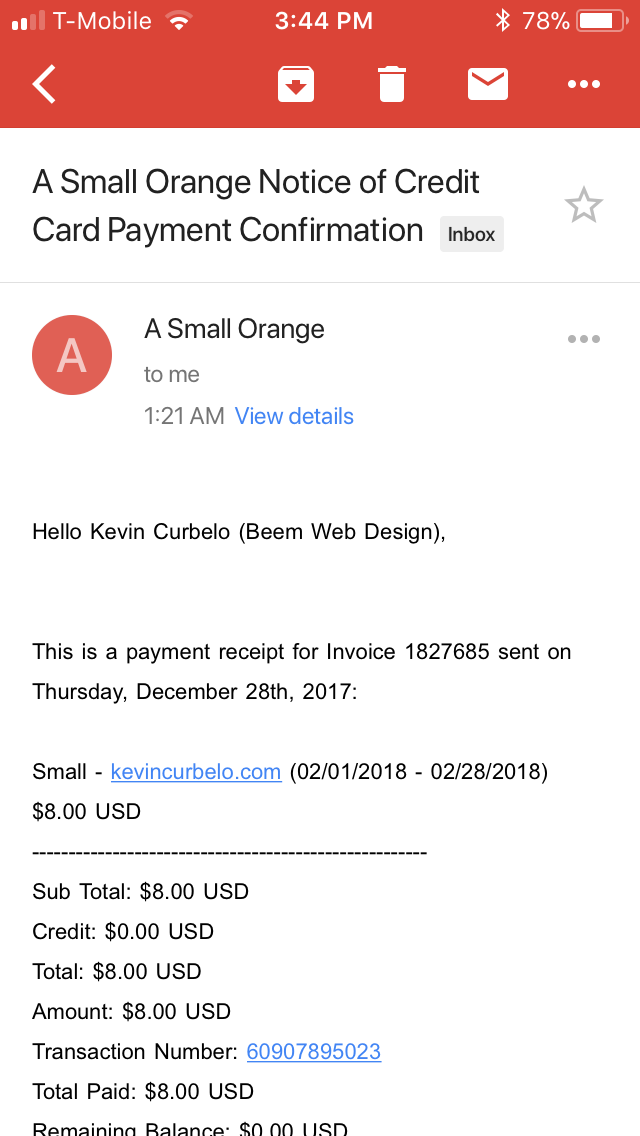 T-Mobile 3:44 PM 78%
A Small Orange Notice of Credit
Card Payment Confirmation Inbox
A
A Small Orange
to me
1:21 AM View details
Hello Kevin Curbelo (Beem Web Design),
This is a payment receipt for Invoice 1827685 sent on
Thursday, December 28th, 2017:
Small - kevincurbelo.com (02/01/2018 - 02/28/2018)
$8.00 USD
------------------------------------------------------
Sub Total: $8.00 USD
Credit: $0.00 USD
Total: $8.00 USD
Amount: $8.00 USD
Transaction Number: 60907895023
Total Paid: $8.00 USD
Remaining Balance: $0.00 USD